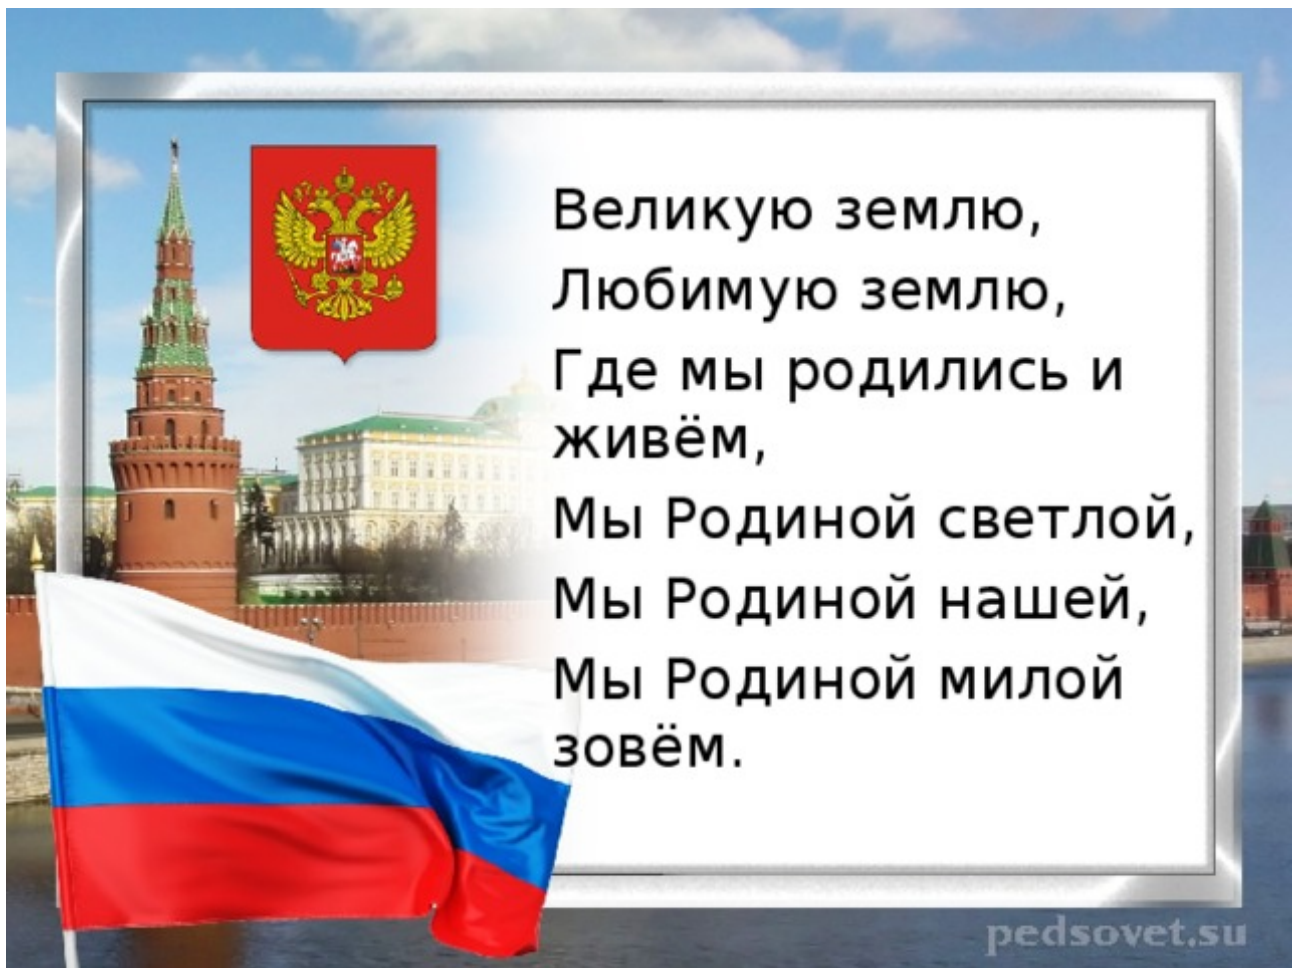 Великую землю,
Любимую землю,
Где мы родились и
живём,
Мы Родиной светлой,
Мы Родиной нашей,
Мы Родиной милой
зовём.
pedsovet.su